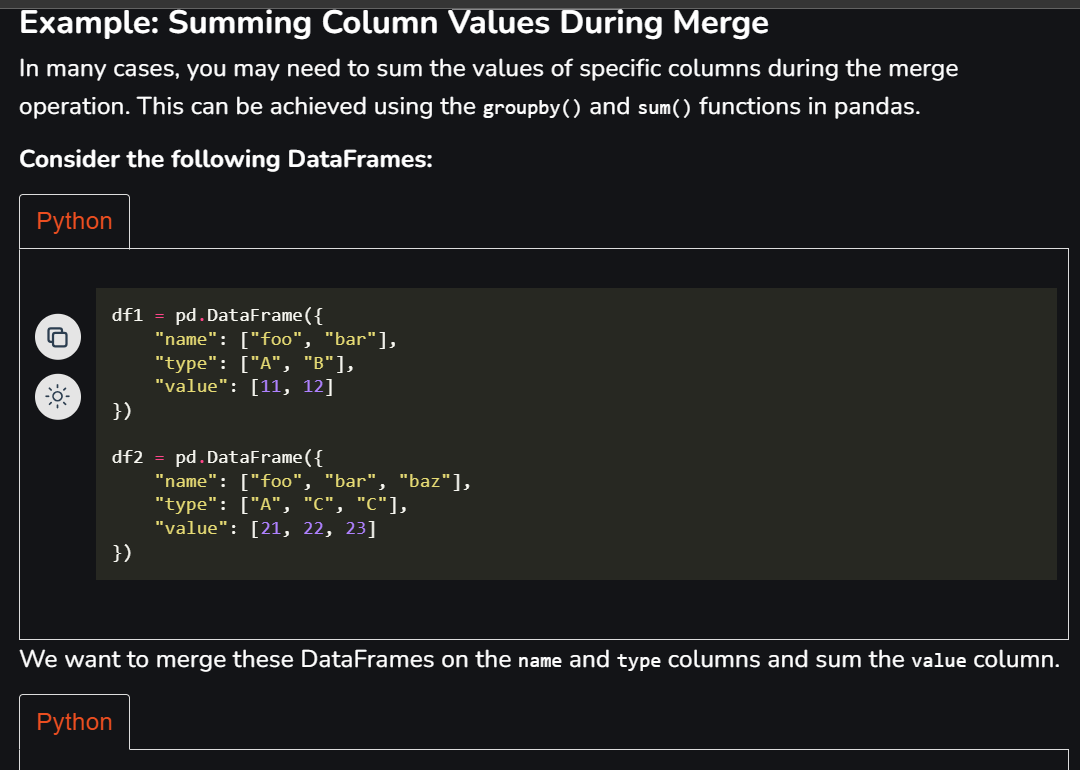 Example: Summing Column Values During Merge
In many cases, you may need to sum the values of specific columns during the merge
operation. This can be achieved using the groupby() and sum() functions in pandas.
Consider the following DataFrames:
Python
df1 = pd.DataFrame({
    "name": ["foo", "bar"],
    "type": ["A", "B"],
    "value": [11, 12]
})
df2 = pd.DataFrame({
    "name": ["foo", "bar", "baz"],
    "type": ["A", "C", "C"],
    "value": [21, 22, 23]
})
We want to merge these DataFrames on the name and type columns and sum the value column.
Python